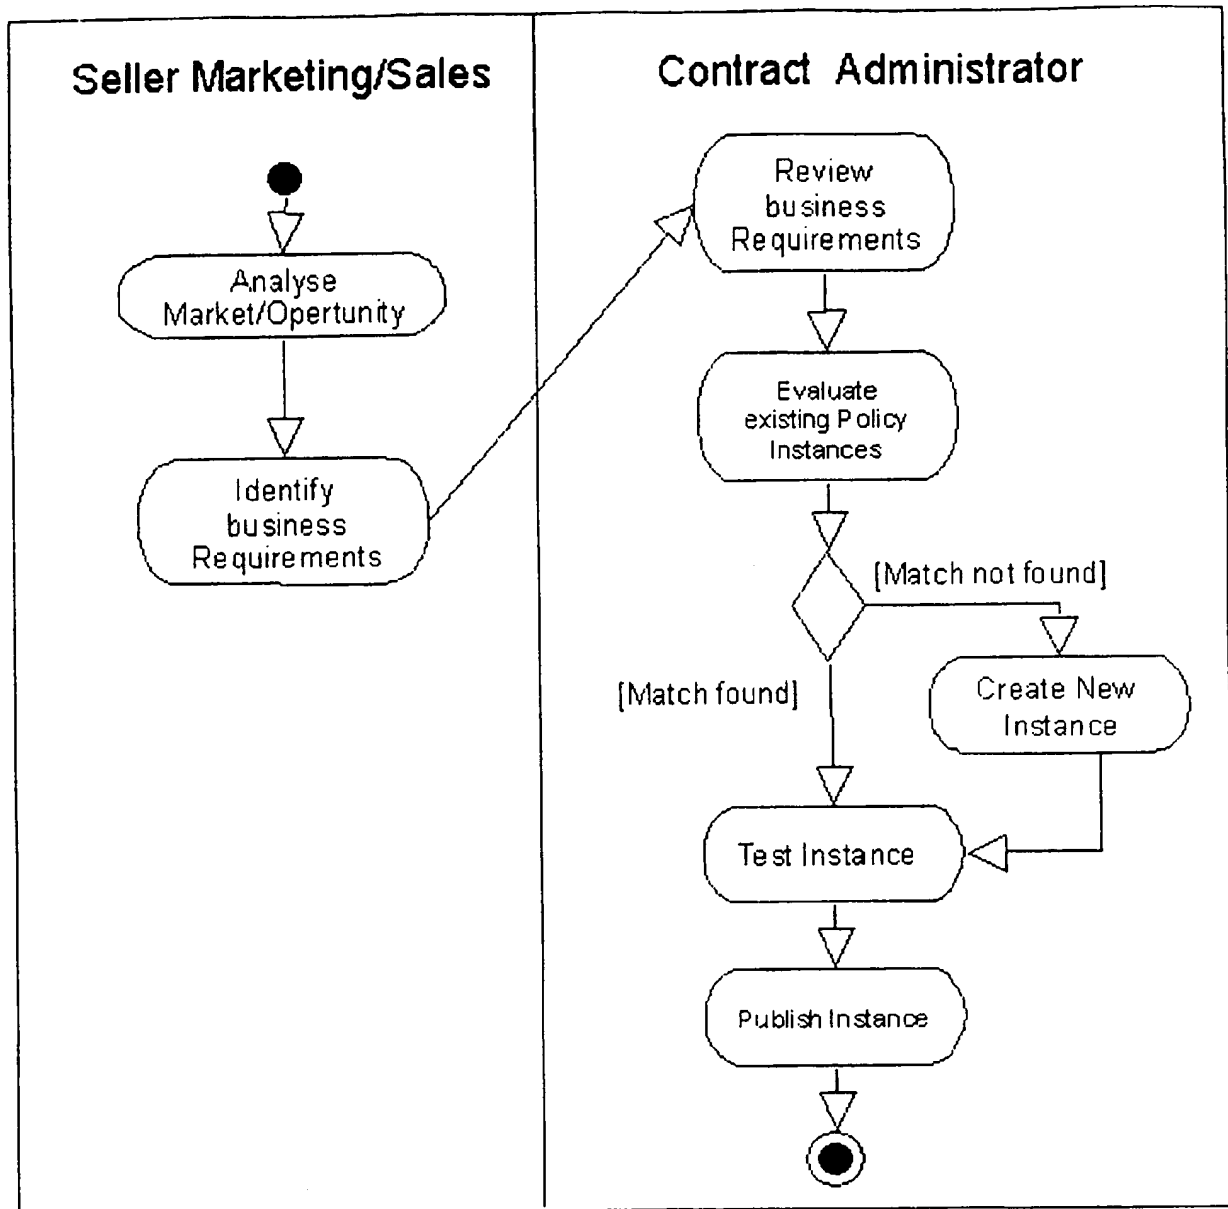 Seller Marketing/Sales
Analyse
Market/Opertunity
Identify
business
Requirements
Contract Administrator
Review
business
Requirements
Evaluate
existing Policy
Instances
[Match not found]
[Match found]
Create New
Instance
Test Instance
Publish Instance